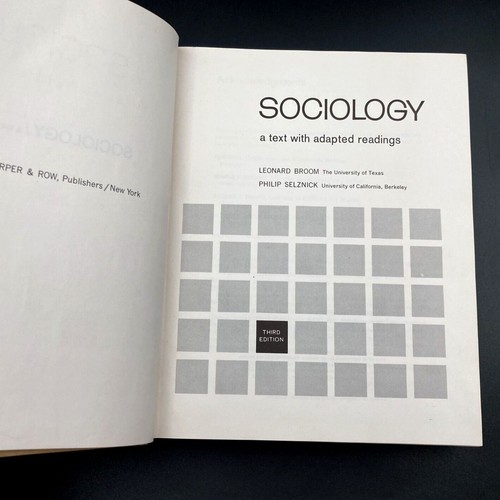 RPER & ROW, Publishers / New York
SOCIOLOGY
a text with adapted readings
LEONARD BROOM The University of Texas
PHILIP SELZNICK University of California, Berkeley
THIRD
EDITION